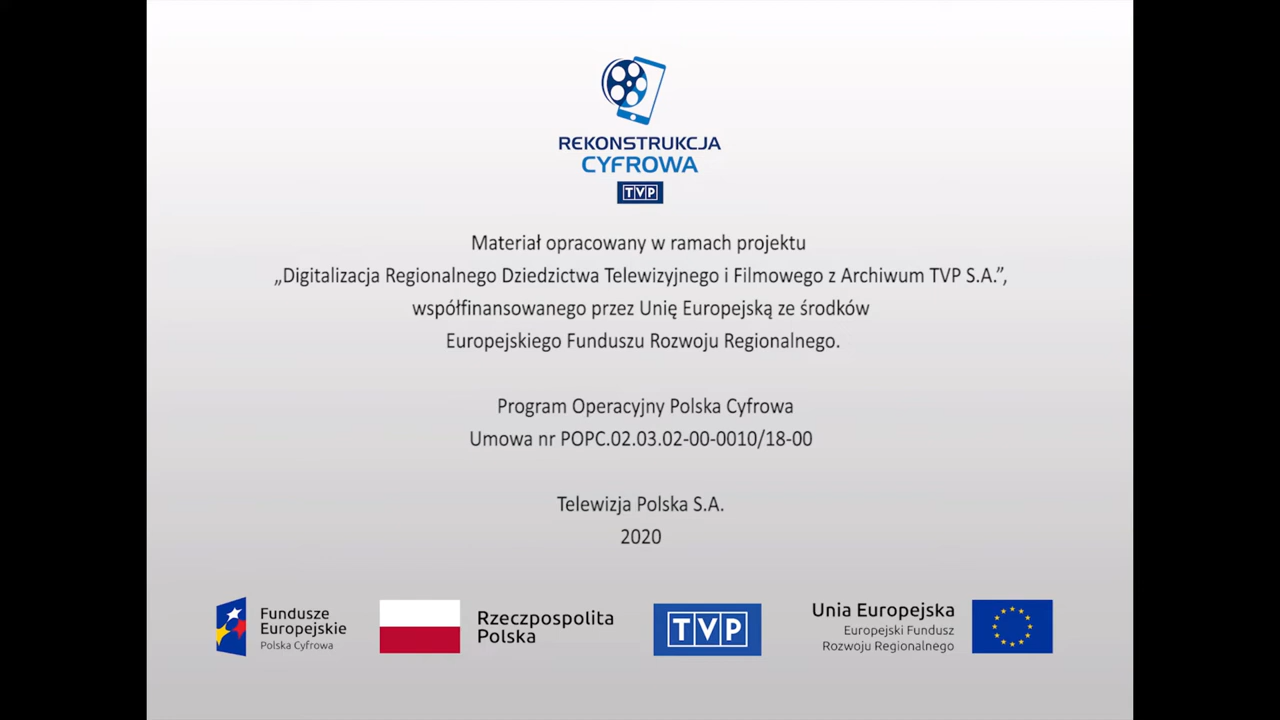 REKONSTRUKCJA
CYFROWA
TVP
Materiał opracowany w ramach projektu
„Digitalizacja Regionalnego Dziedzictwa Telewizyjnego i Filmowego z Archiwum TVP S.A.”,
współfinansowanego przez Unię Europejską ze środków
Europejskiego Funduszu Rozwoju Regionalnego.
Program Operacyjny Polska Cyfrowa
Umowa nr POPC.02.03.02-00-0010/18-00
Telewizja Polska S.A.
2020
Fundusze
Europejskie
Polska Cyfrowa
Rzeczpospolita
Polska
TVP
Unia Europejska
Europejski Fundusz
Rozwoju Regionalnego